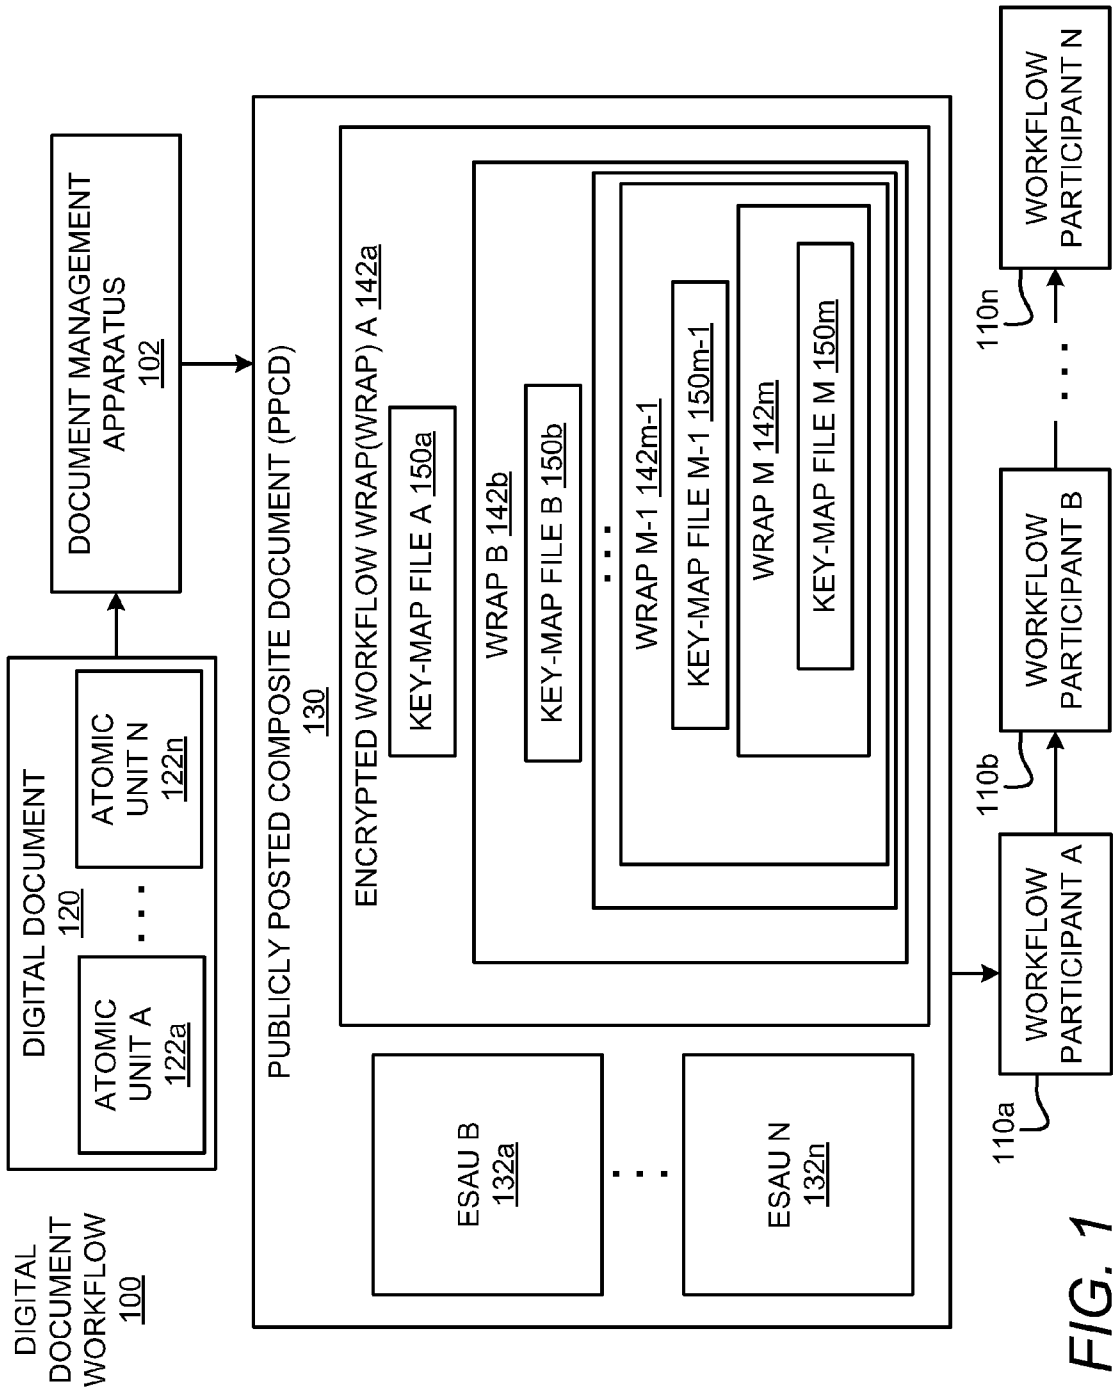 DIGITAL
DOCUMENT
WORKFLOW
100
DIGITAL DOCUMENT
120
ATOMIC
UNIT A
122a
. . .
ATOMIC
UNIT N
122n
DOCUMENT MANAGEMENT
APPARATUS
102
PUBLICLY POSTED COMPOSITE DOCUMENT (PPCD)
130
ESAU B
132a
. . .
ESAU N
132n
ENCRYPTED WORKFLOW WRAP(WRAP) A 142a
KEY-MAP FILE A 150a
WRAP B 142b
KEY-MAP FILE B 150b
. . .
WRAP M-1 142m-1
KEY-MAP FILE M-1 150m-1
WRAP M 142m
KEY-MAP FILE M 150m
110a
WORKFLOW
PARTICIPANT A
110b
WORKFLOW
PARTICIPANT B
. . .
110n
WORKFLOW
PARTICIPANT N
FIG. 1